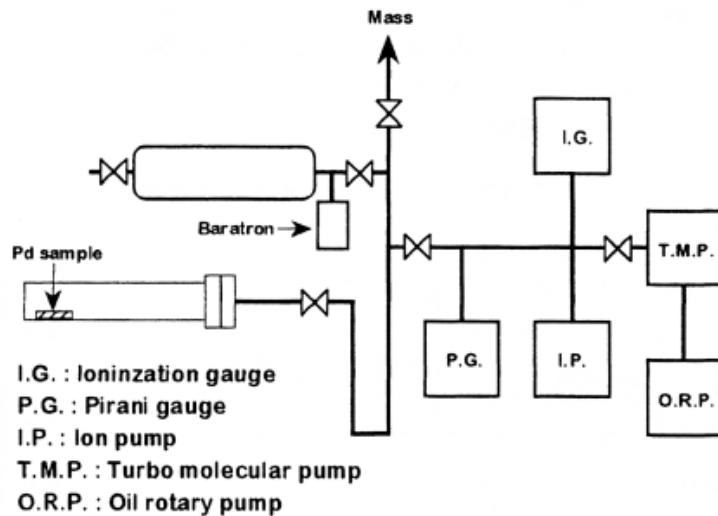 Mass
I.G.
Baratron
T.M.P.
Pd sample
P.G.
I.P.
O.R.P.
I.G. : Ioninzation gauge
P.G. : Pirani gauge
I.P. : Ion pump
T.M.P. : Turbo molecular pump
O.R.P. : Oil rotary pump